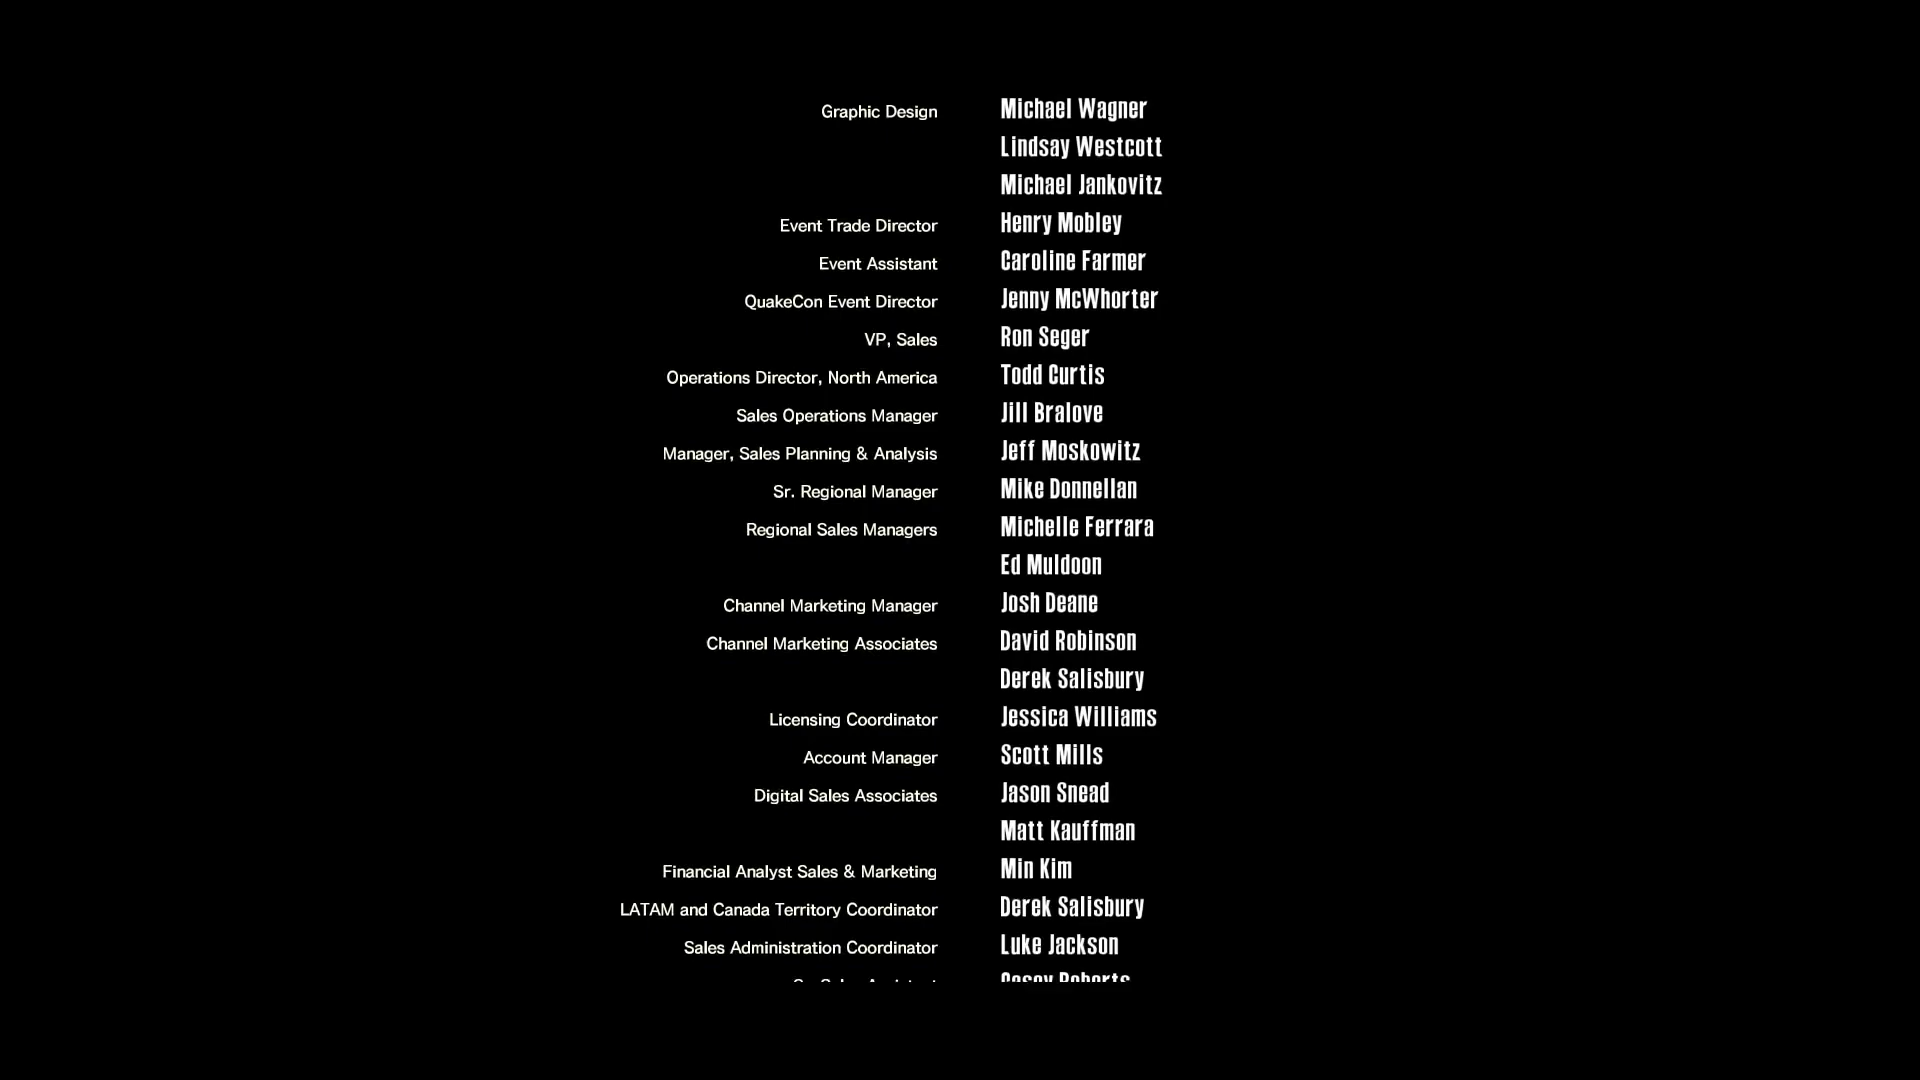 Graphic Design Michael Wagner
Lindsay Westcott
Michael Jankovitz
Event Trade Director Henry Mobley
Event Assistant Caroline Farmer
QuakeCon Event Director Jenny McWhorter
VP, Sales Ron Seger
Operations Director, North America Todd Curtis
Sales Operations Manager Jill Bralove
Manager, Sales Planning & Analysis Jeff Moskowitz
Sr. Regional Manager Mike Donnellan
Regional Sales Managers Michelle Ferrara
Ed Muldoon
Channel Marketing Manager Josh Deane
Channel Marketing Associates David Robinson
Derek Salisbury
Licensing Coordinator Jessica Williams
Account Manager Scott Mills
Digital Sales Associates Jason Snead
Matt Kauffman
Financial Analyst Sales & Marketing Min Kim
LATAM and Canada Territory Coordinator Derek Salisbury
Sales Administration Coordinator Luke Jackson